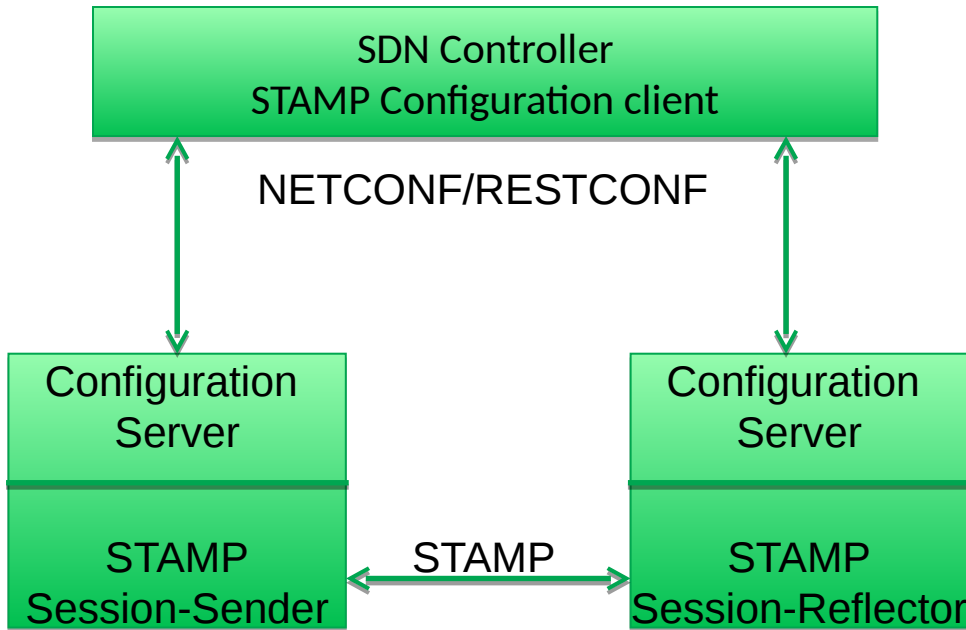 SDN Controller
STAMP Configuration client
NETCONF/RESTCONF
Configuration
Server
Configuration
Server
STAMP
Session-Sender
STAMP
STAMP
Session-Reflector